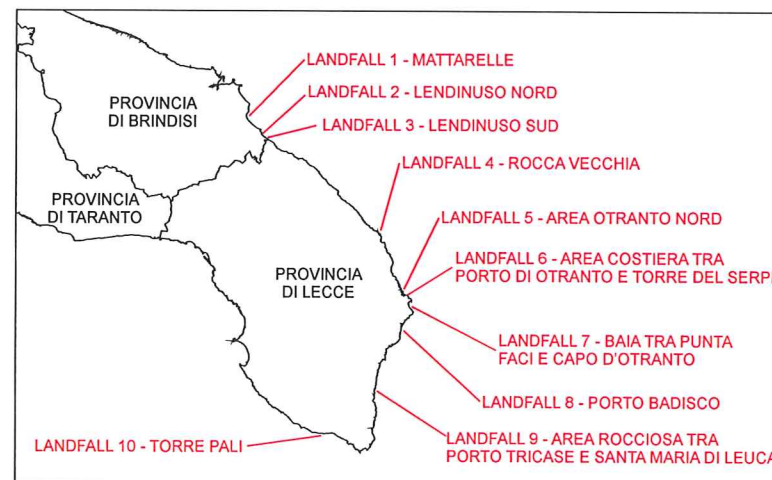 LANDFALL 1 - MATTARELLE
LANDFALL 2 - LENDINUSO NORD
LANDFALL 3 - LENDINUSO SUD
PROVINCIA
DI BRINDISI
LANDFALL 4 - ROCCA VECCHIA
PROVINCIA
DI TARANTO
LANDFALL 5 - AREA OTRANTO NORD
LANDFALL 6 - AREA COSTIERA TRA
PORTO DI OTRANTO E TORRE DEL SERPE
PROVINCIA
DI LECCE
LANDFALL 7 - BAIA TRA PUNTA
FACI E CAPO D'OTRANTO
LANDFALL 8 - PORTO BADISCO
LANDFALL 9 - AREA ROCCIOSA TRA
PORTO TRICASE E SANTA MARIA DI LEUCA
LANDFALL 10 - TORRE PALI